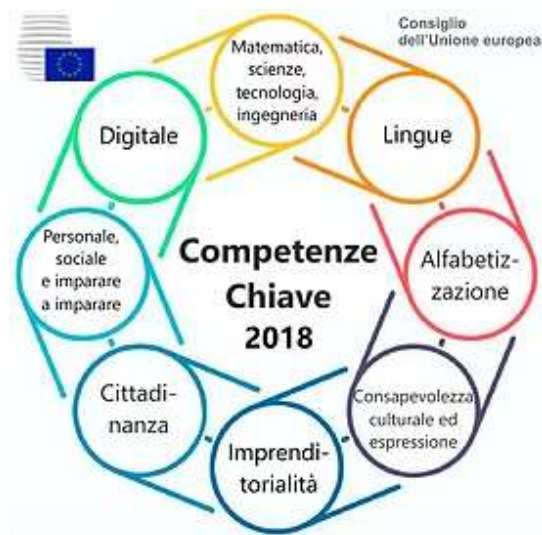 Consiglio
dell'Unione europea
Matematica,
scienze,
tecnologia,
ingegneria
Lingue
Alfabetiz-
zazione
Consapevolezza
culturale ed
espressione
Imprendi-
torialità
Cittadi-
nanza
Personale,
sociale
e imparare
a imparare
Digitale
Competenze
Chiave
2018